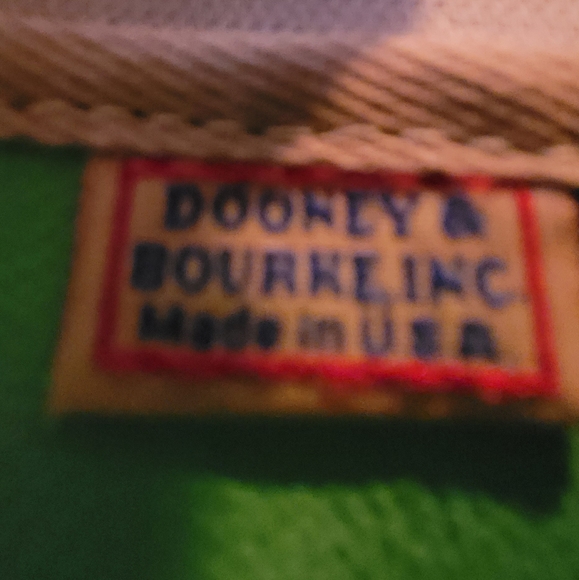 DOONEY &
BOURKE, INC.
Made in U.S.A.